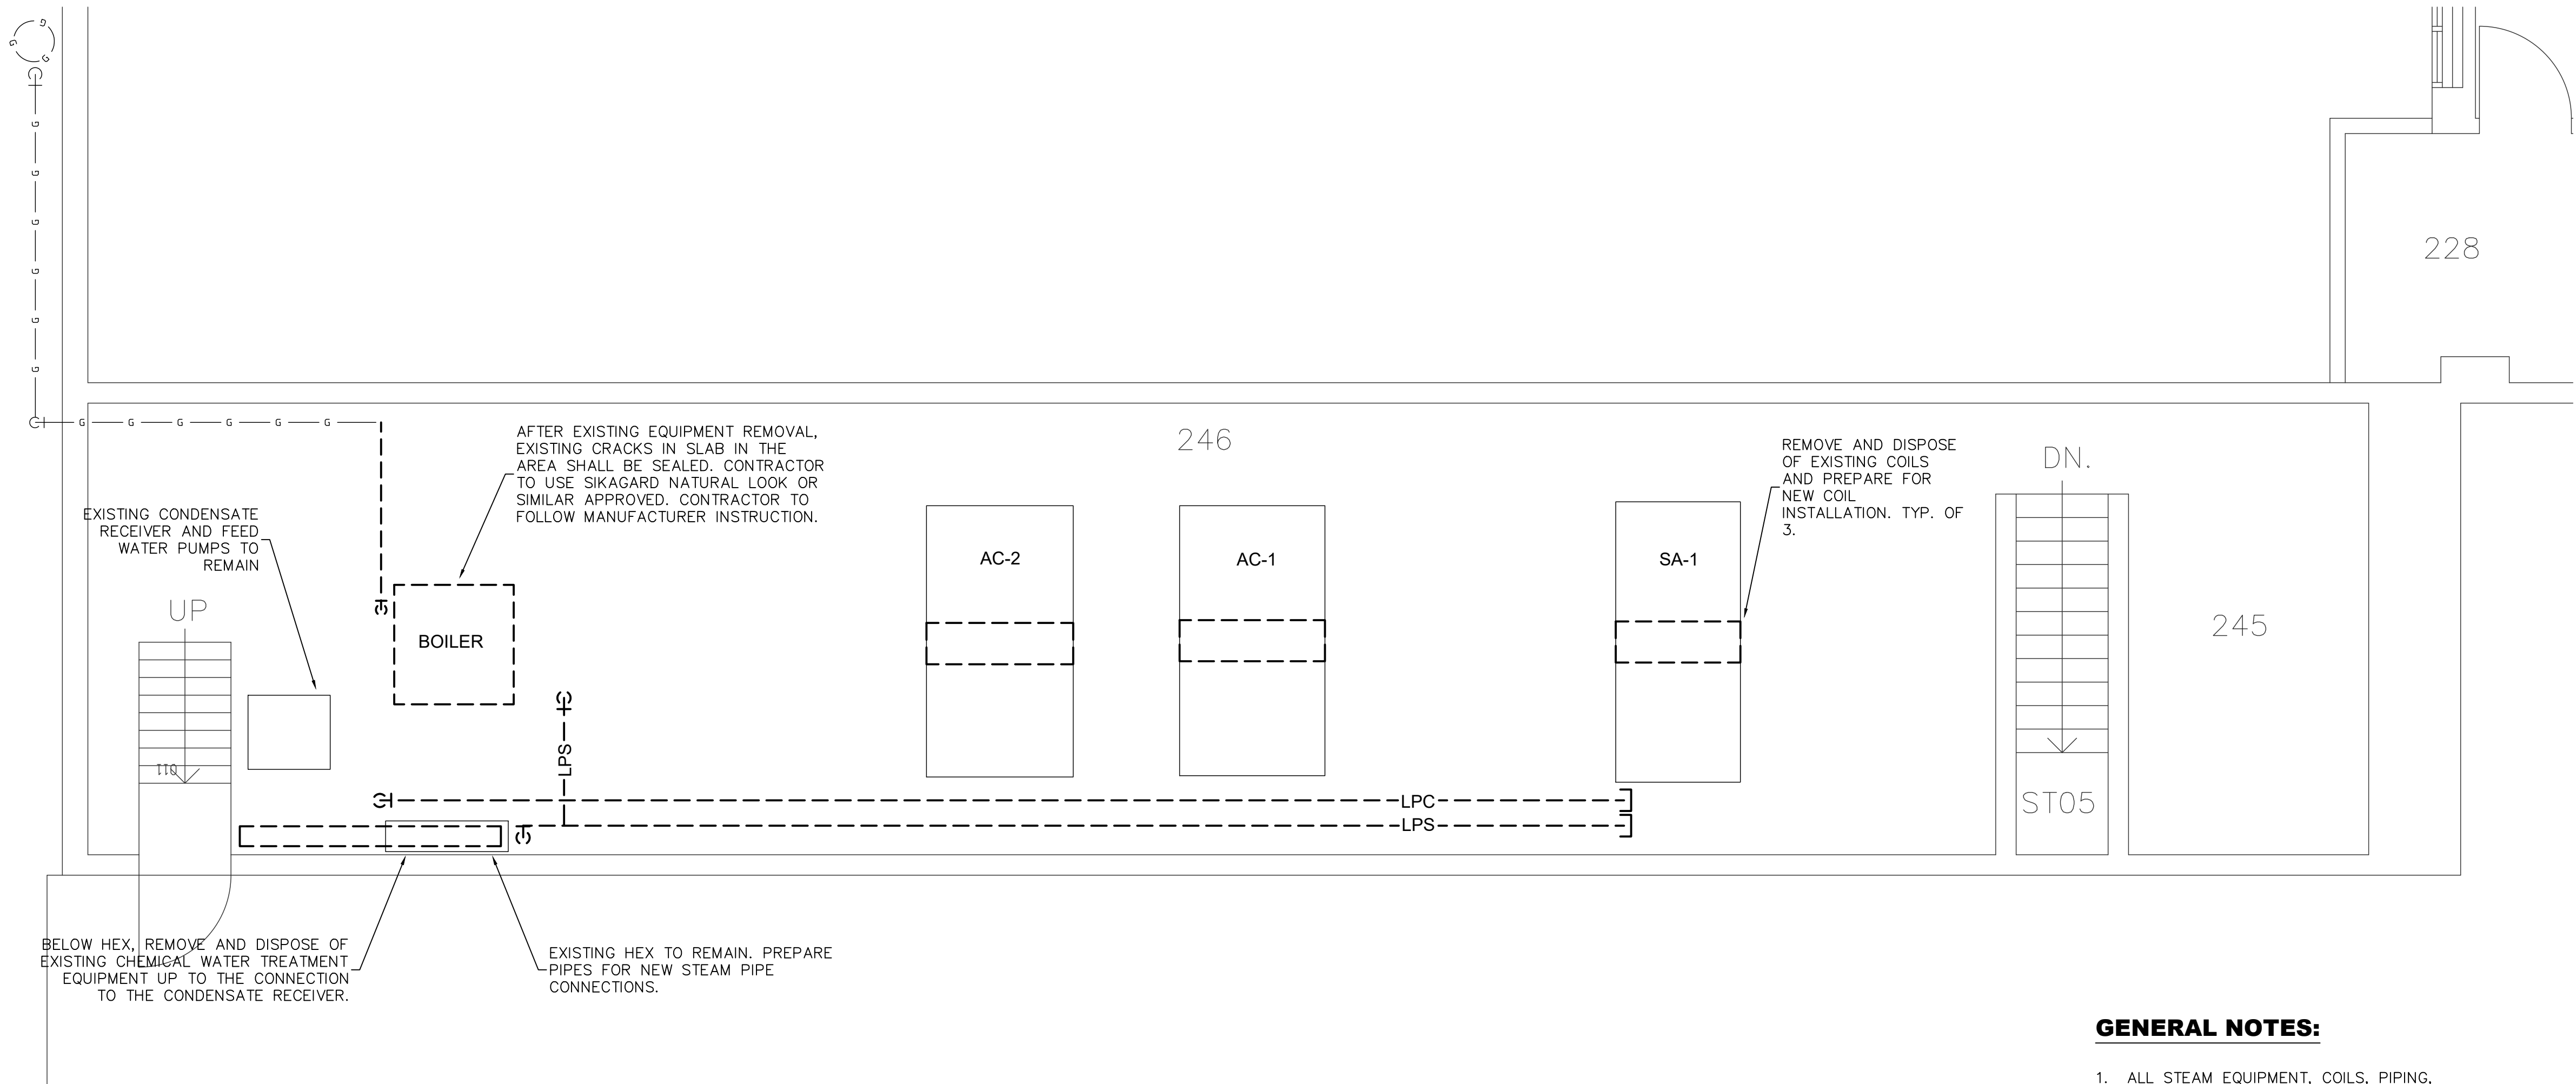 G
G
G
G
G
G
G
G
G
228
G G G G G G
AFTER EXISTING EQUIPMENT REMOVAL,
EXISTING CRACKS IN SLAB IN THE
AREA SHALL BE SEALED. CONTRACTOR
TO USE SIKAGARD NATURAL LOOK OR
SIMILAR APPROVED. CONTRACTOR TO
FOLLOW MANUFACTURER INSTRUCTION.
246
REMOVE AND DISPOSE
OF EXISTING COILS
AND PREPARE FOR
NEW COIL
INSTALLATION. TYP. OF
3.
DN.
EXISTING CONDENSATE
RECEIVER AND FEED
WATER PUMPS TO
REMAIN
AC-2
AC-1
SA-1
UP
BOILER
245
011
LPS
LPC
LPS
ST05
BELOW HEX, REMOVE AND DISPOSE OF
EXISTING CHEMICAL WATER TREATMENT
EQUIPMENT UP TO THE CONNECTION
TO THE CONDENSATE RECEIVER.
EXISTING HEX TO REMAIN. PREPARE
PIPES FOR NEW STEAM PIPE
CONNECTIONS.
GENERAL NOTES:
1. ALL STEAM EQUIPMENT, COILS, PIPING,